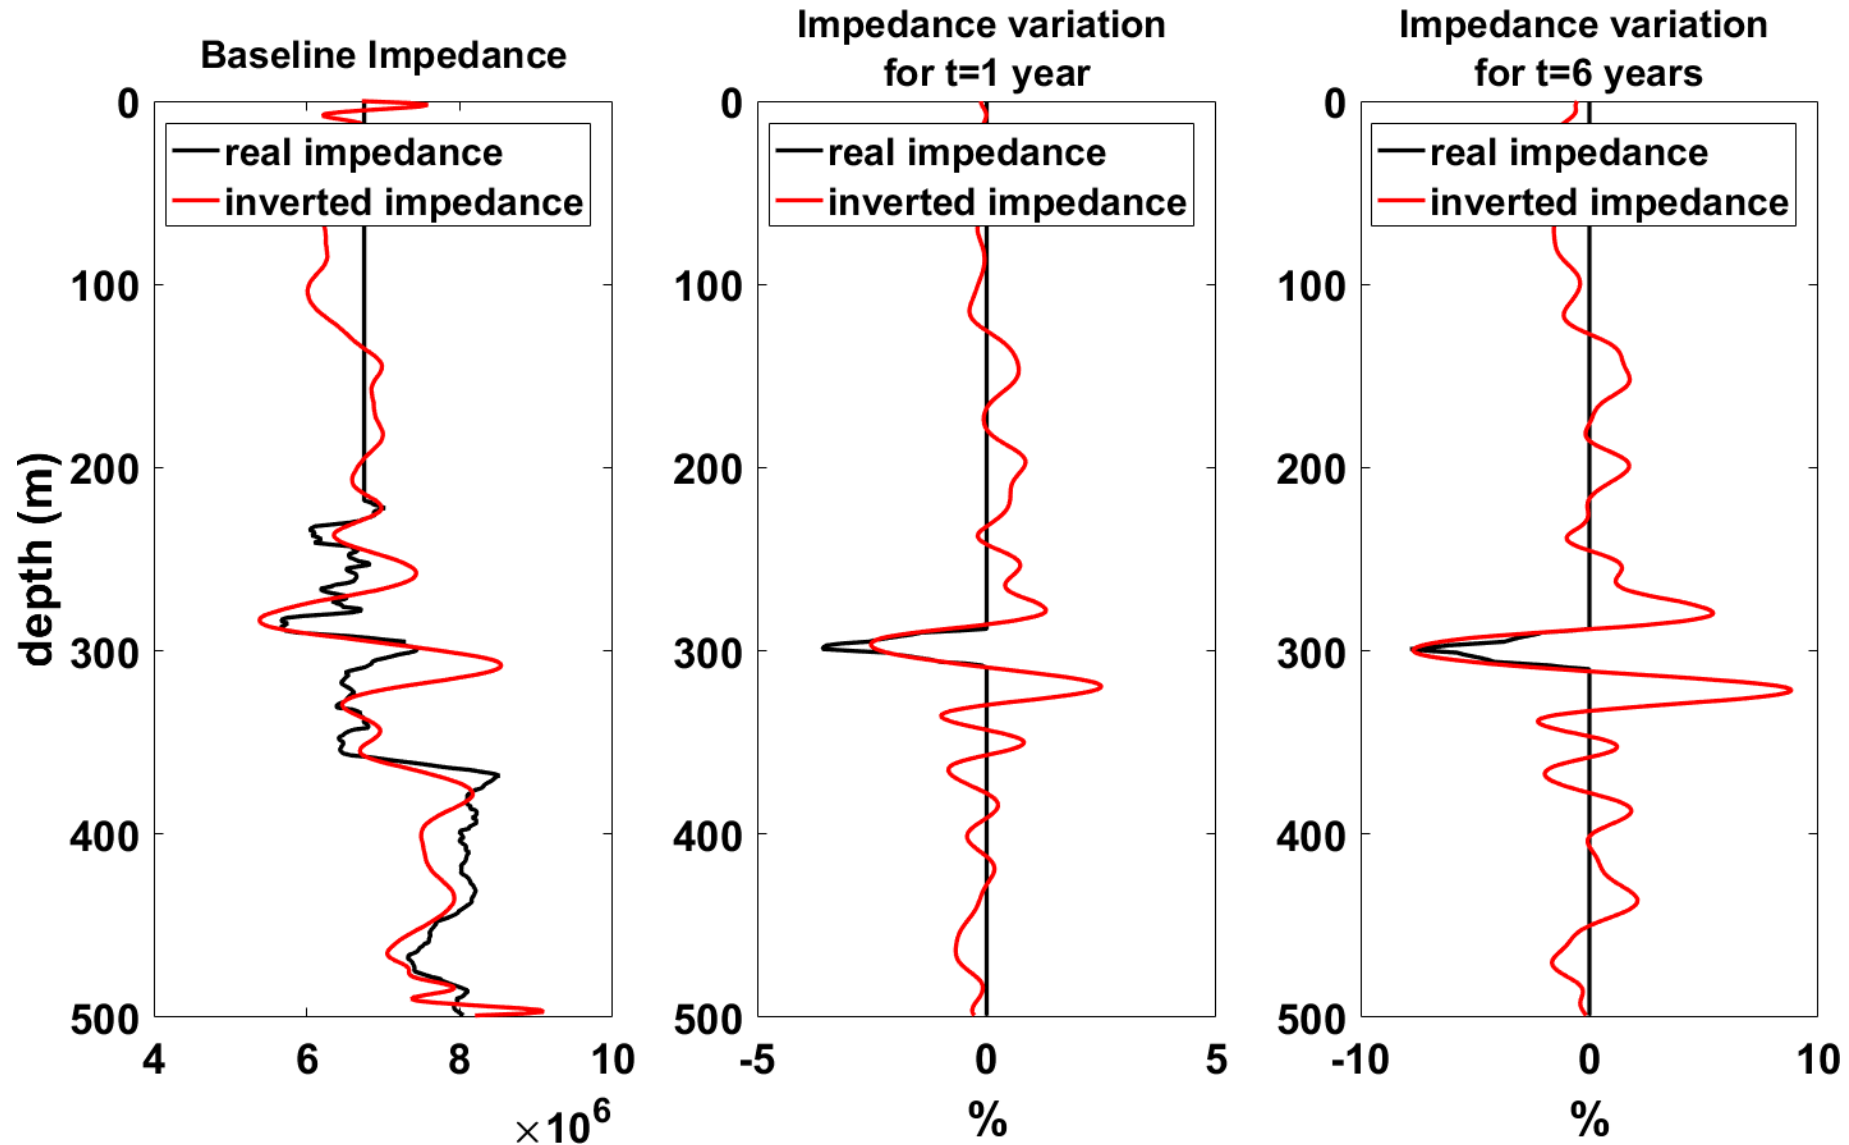 Baseline Impedance
Impedance variation
for t=1 year
Impedance variation
for t=6 years
depth (m)
0
100
200
300
400
500
real impedance
inverted impedance
4
6
8
10
×10^6
0
100
200
300
400
500
real impedance
inverted impedance
-5
0
5
%
0
100
200
300
400
500
real impedance
inverted impedance
-10
0
10
%